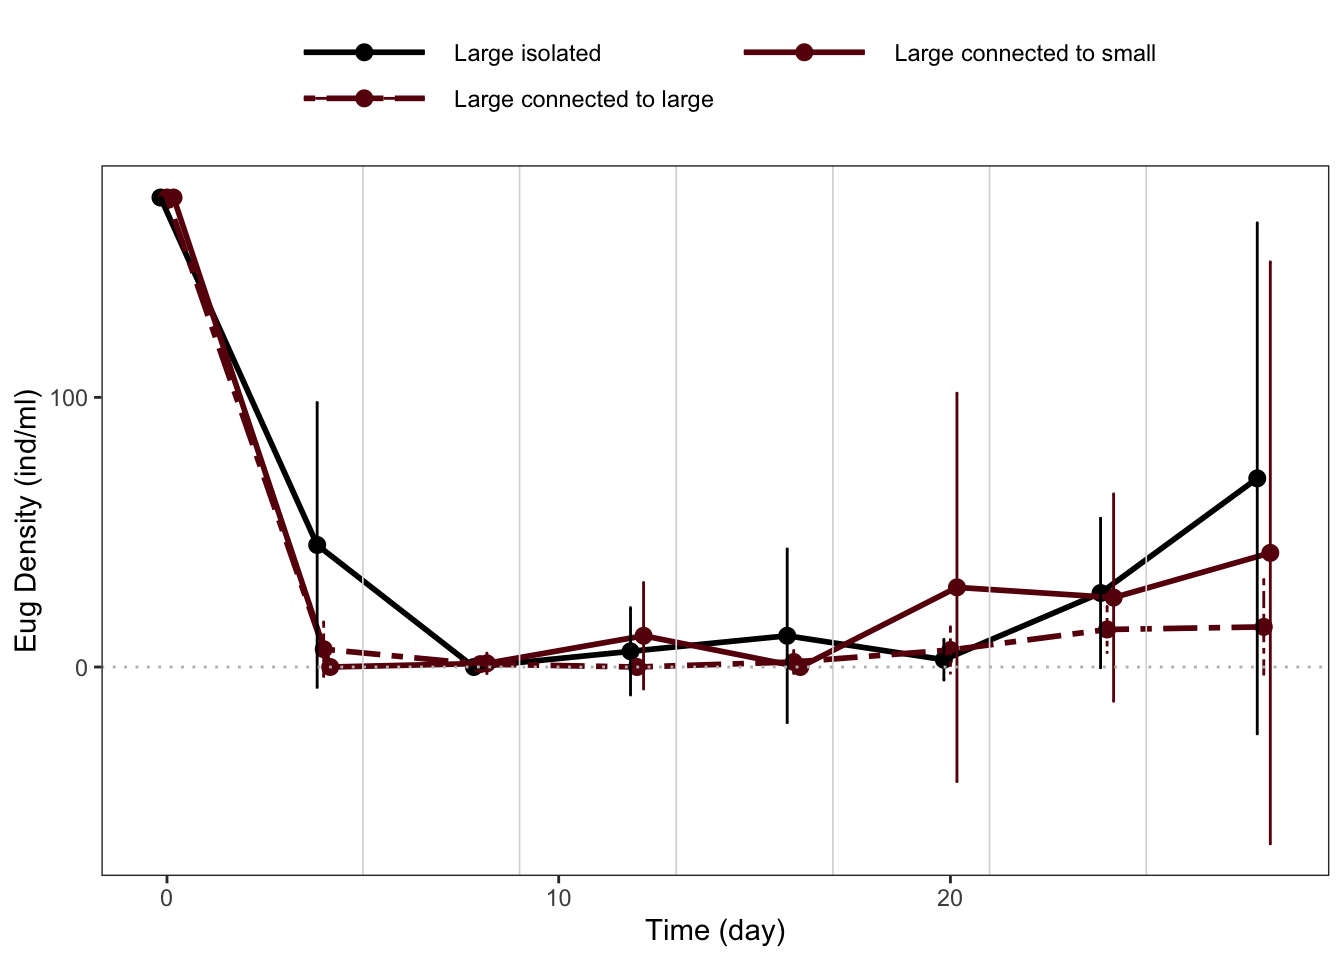 Large isolated
Large connected to small
Large connected to large
Eug Density (ind/ml)
100
0
0
10
20
Time (day)